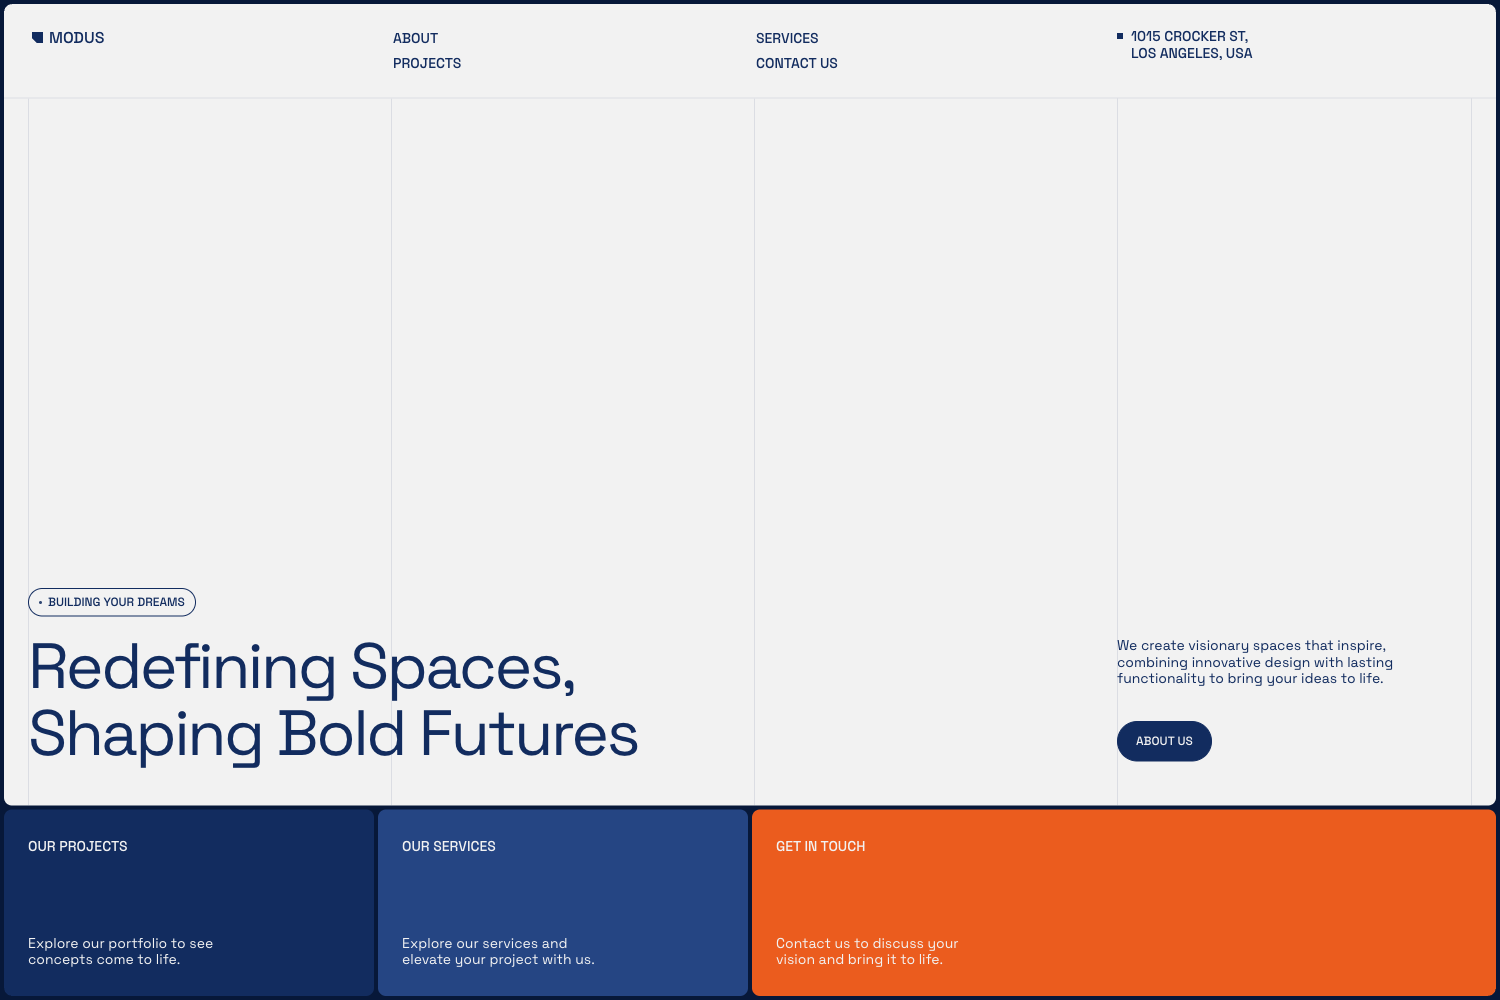 MODUS
ABOUT
PROJECTS
SERVICES
CONTACT US
1015 CROCKER ST,
LOS ANGELES, USA
BUILDING YOUR DREAMS
Redefining Spaces,
Shaping Bold Futures
We create visionary spaces that inspire,
combining innovative design with lasting
functionality to bring your ideas to life.
ABOUT US
OUR PROJECTS
Explore our portfolio to see
concepts come to life.
OUR SERVICES
Explore our services and
elevate your project with us.
GET IN TOUCH
Contact us to discuss your
vision and bring it to life.